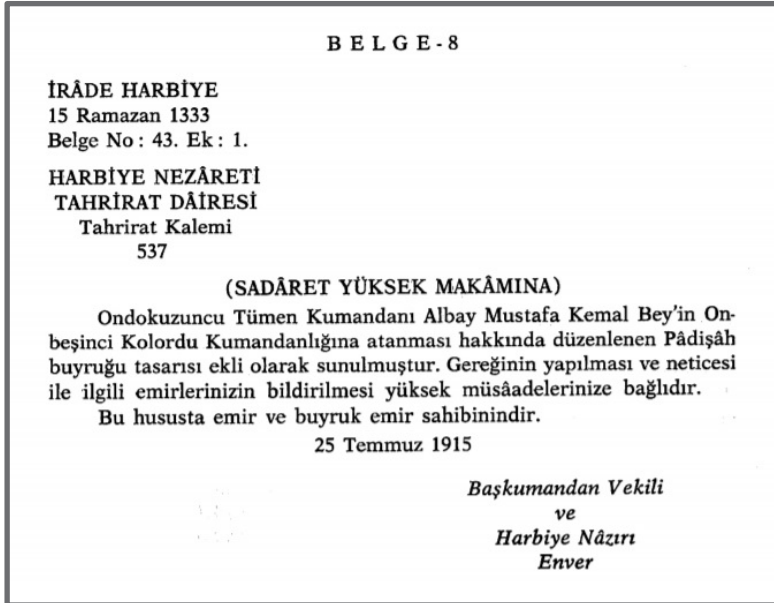 BELGE-8
İRÂDE HARBİYE
15 Ramazan 1333
Belge No : 43. Ek : 1.
HARBİYE NEZÂRETİ
TAHRİRAT DÂİRESİ
Tahrirat Kalemi
537
(SADÂRET YÜKSEK MAKÂMINA)
Ondokuzuncu Tümen Kumandanı Albay Mustafa Kemal Bey'in On-
beşinci Kolordu Kumandanlığına atanması hakkında düzenlenen Pâdişâh
buyruğu tasarısı ekli olarak sunulmuştur. Gereğinin yapılması ve neticesi
ile ilgili emirlerinizin bildirilmesi yüksek müsâadelerinize bağlıdır.
Bu hususta emir ve buyruk emir sahibinindir.
25 Temmuz 1915
Başkumandan Vekili
ve
Harbiye Nâzırı
Enver